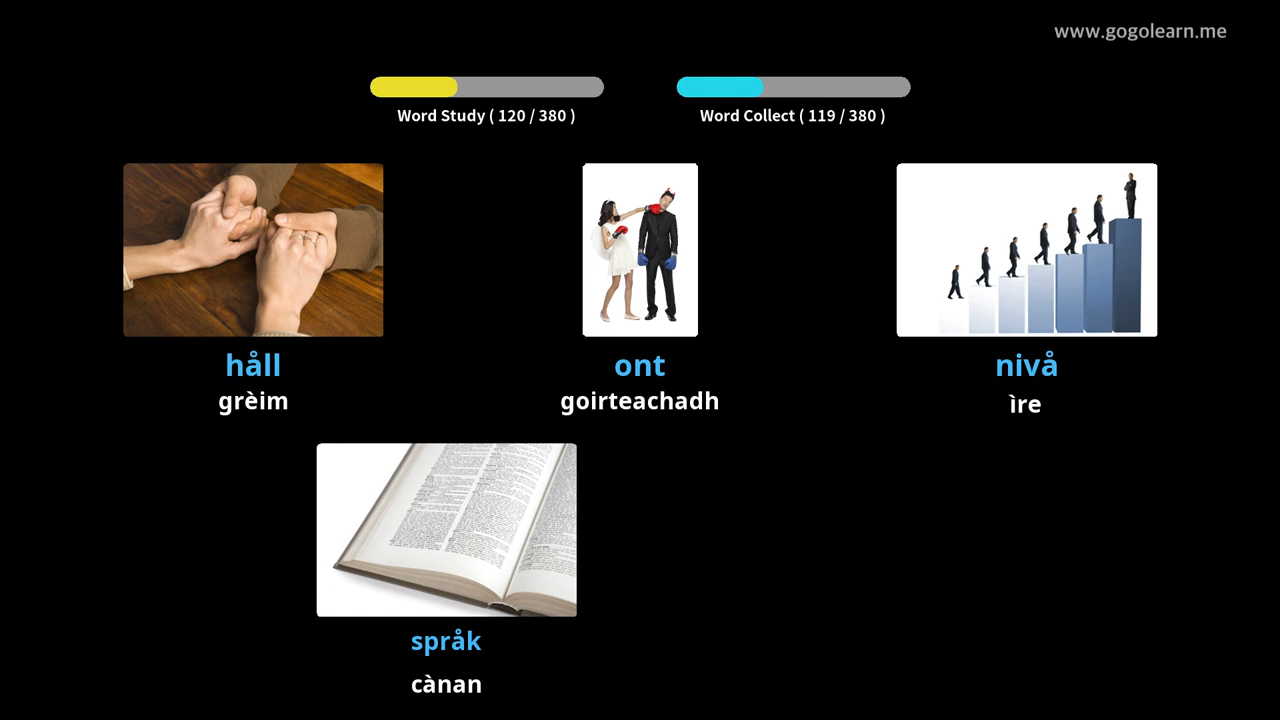 www.gogolearn.me
Word Study ( 120 / 380 )
Word Collect ( 119 / 380 )
håll
grèim
ont
goirteachadh
nivå
ìre
språk
cànan